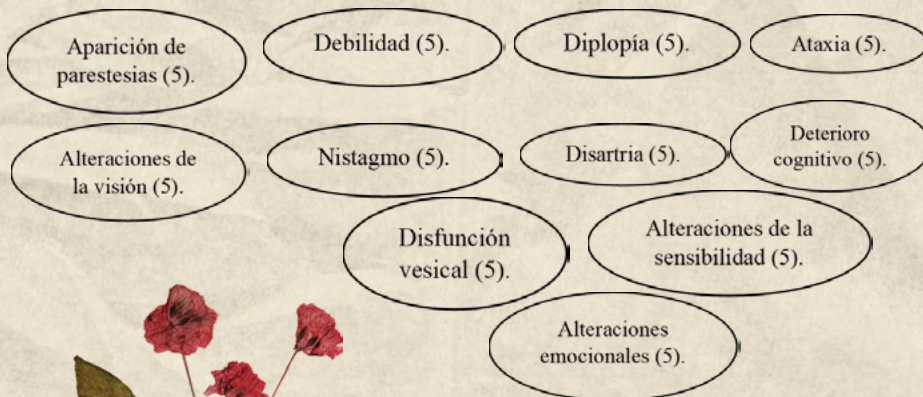 Aparición de
parestesias (5).
Debilidad (5).
Diplopía (5).
Ataxia (5).
Alteraciones de
la visión (5).
Nistagmo (5).
Disartria (5).
Deterioro
cognitivo (5).
Disfunción
vesical (5).
Alteraciones de la
sensibilidad (5).
Alteraciones
emocionales (5).